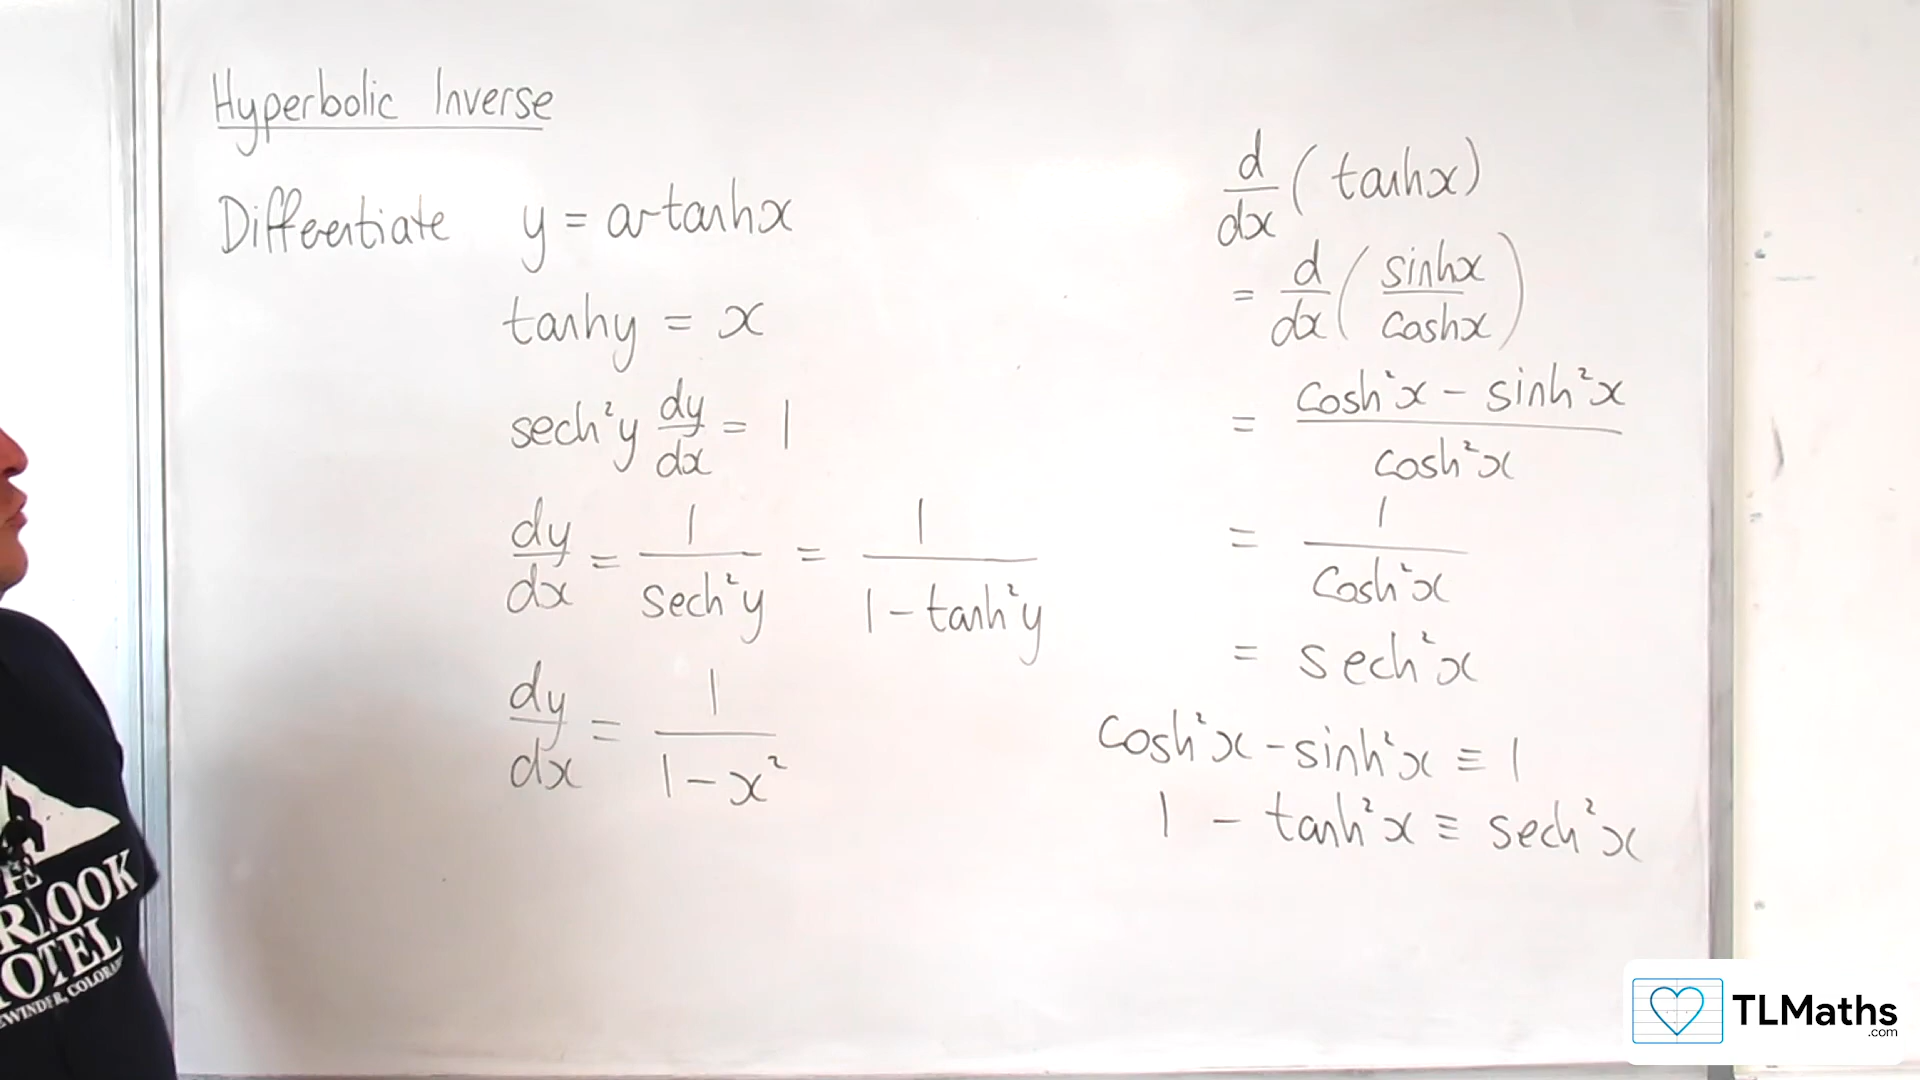 Hyperbolic Inverse
Differentiate y = artanhx
tanhy = x
sech²y dy/dx = 1
dy/dx = 1/sech²y = 1/(1-tanh²y)
dy/dx = 1/(1-x²)
d/dx (tanhx)
= d/dx (sinhx/coshx)
= (cosh²x - sinh²x)/cosh²x
= 1/cosh²x
= sech²x
cosh²x - sinh²x ≡ 1
1 - tanh²x ≡ sech²x
TLMaths
.com